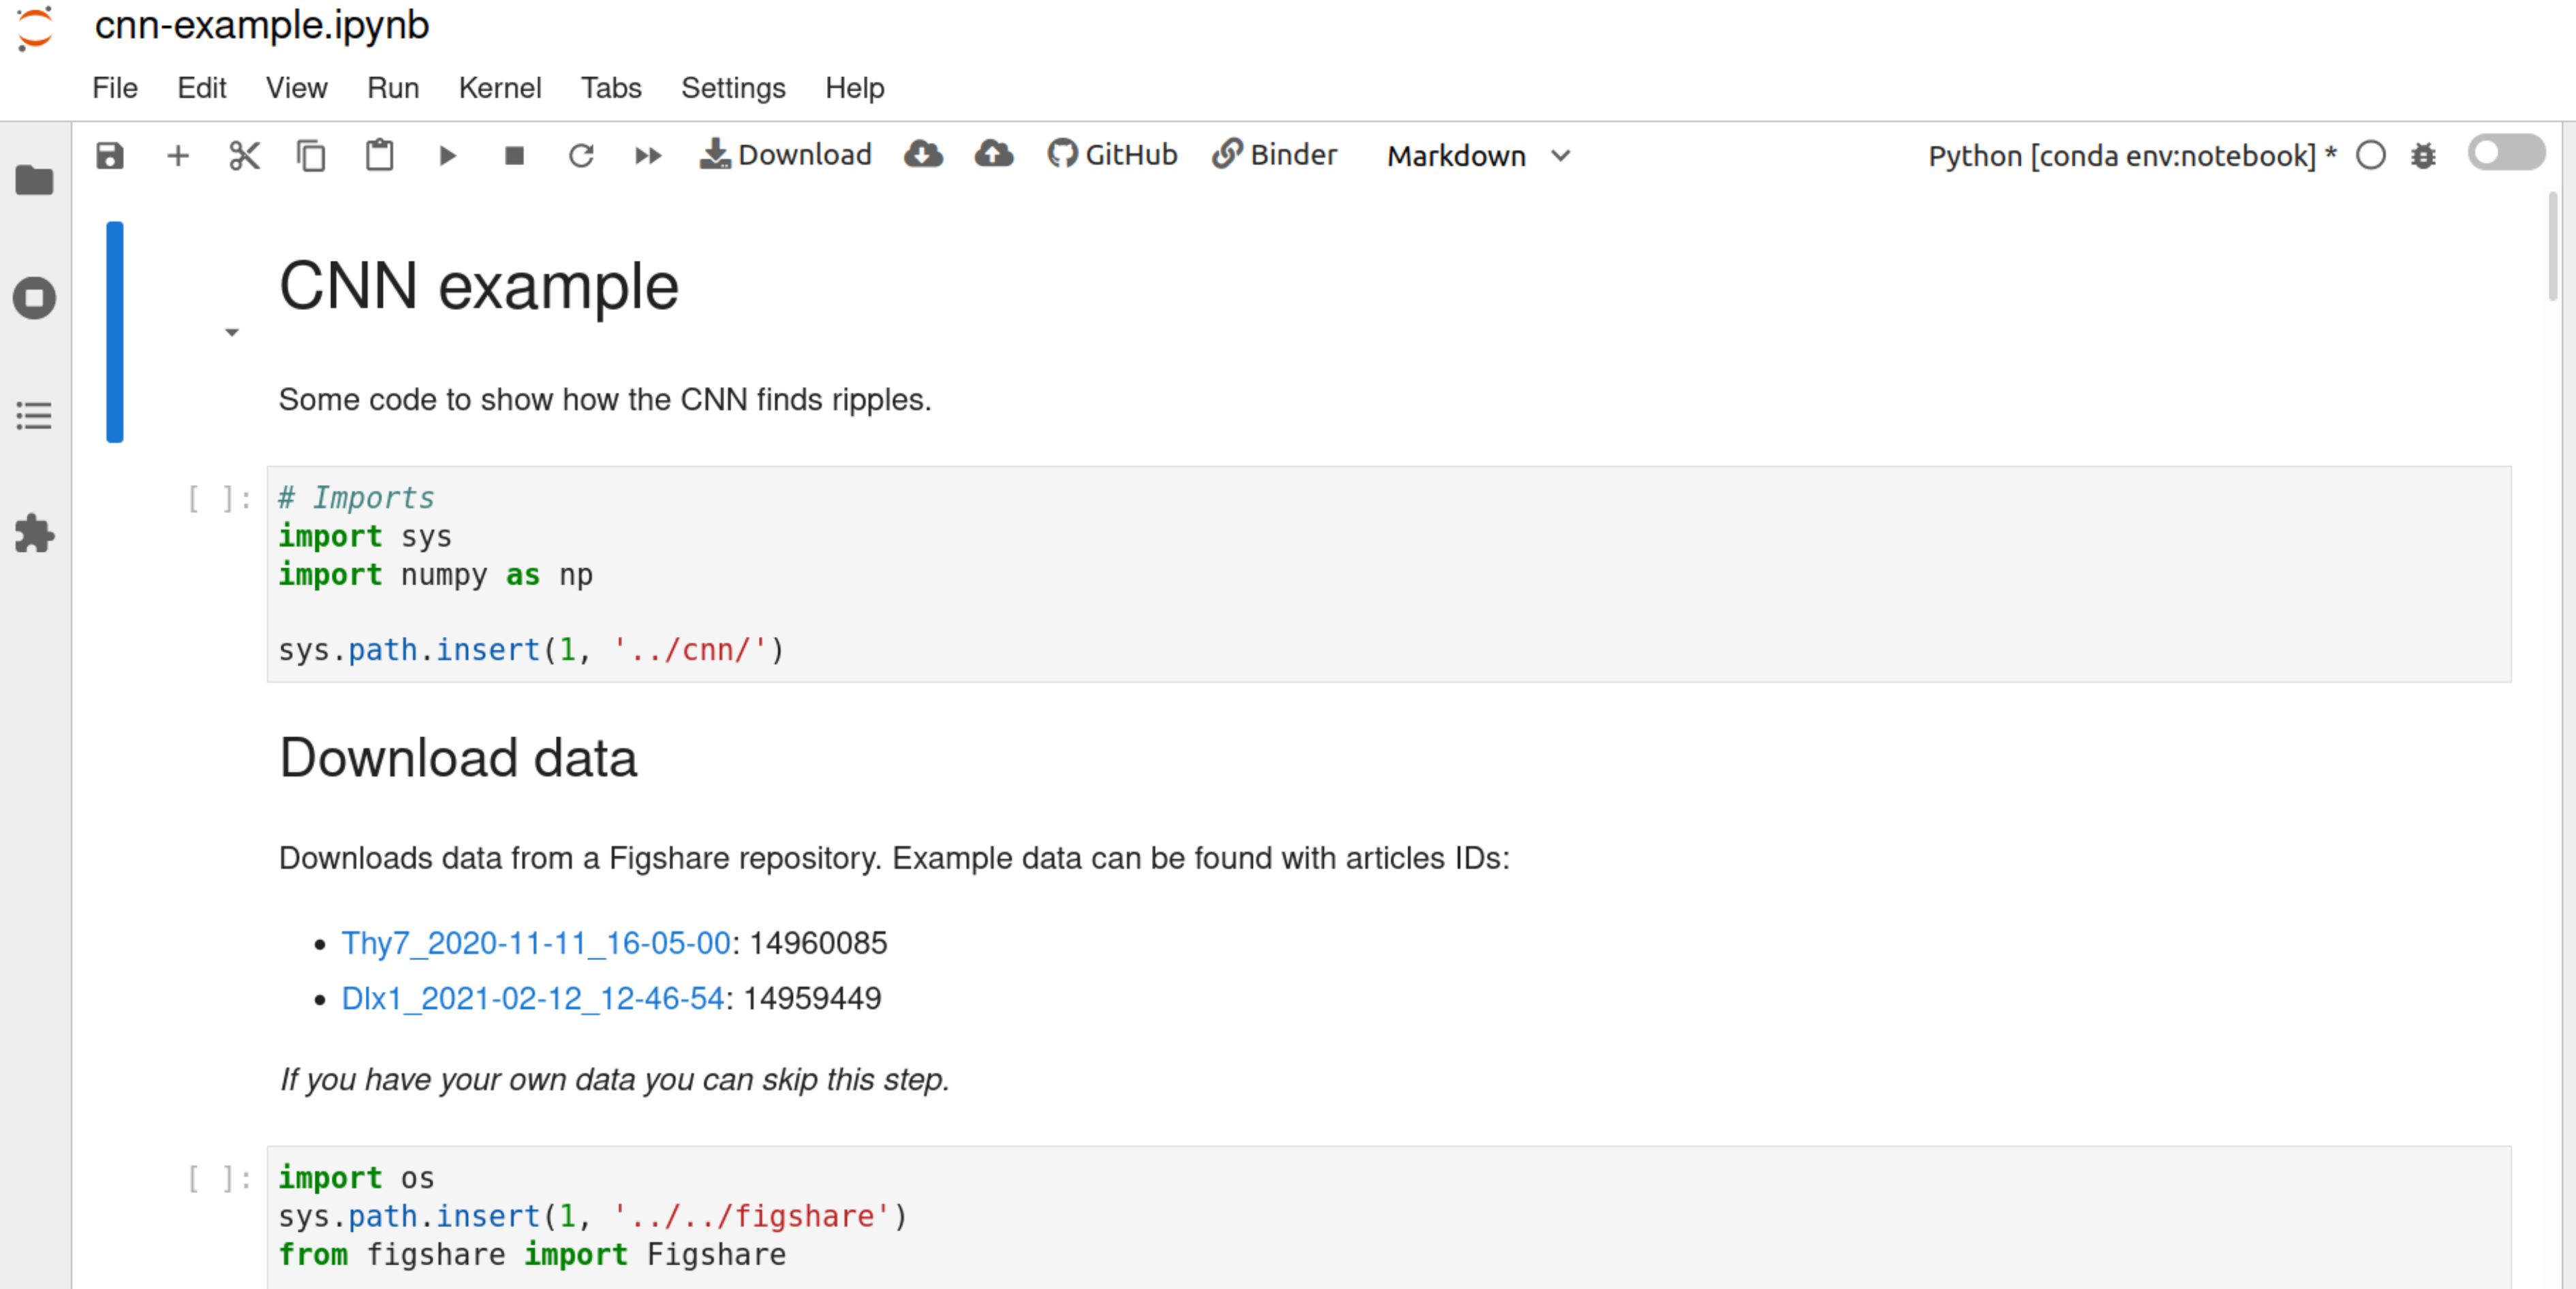 cnn-example.ipynb
File Edit View Run Kernel Tabs Settings Help
Download GitHub Binder Markdown Python [conda env:notebook] *
CNN example
Some code to show how the CNN finds ripples.
[ ]: # Imports
import sys
import numpy as np
sys.path.insert(1, '../cnn/')
Download data
Downloads data from a Figshare repository. Example data can be found with articles IDs:
• Thy7_2020-11-11_16-05-00: 14960085
• Dlx1_2021-02-12_12-46-54: 14959449
If you have your own data you can skip this step.
[ ]: import os
sys.path.insert(1, '../../figshare')
from figshare import Figshare